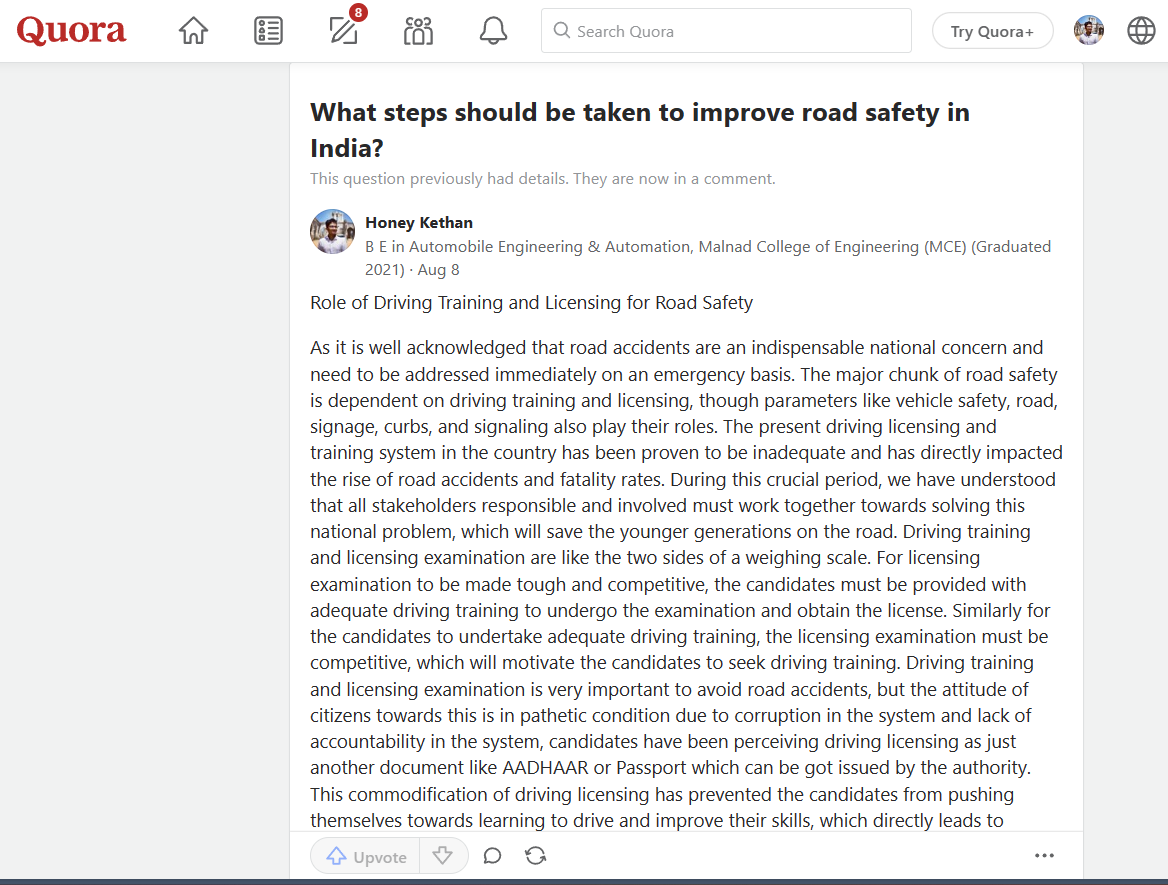 Quora
8
Search Quora
Try Quora+
What steps should be taken to improve road safety in
India?
This question previously had details. They are now in a comment.
Honey Kethan
B E in Automobile Engineering & Automation, Malnad College of Engineering (MCE) (Graduated
2021) · Aug 8
Role of Driving Training and Licensing for Road Safety
As it is well acknowledged that road accidents are an indispensable national concern and
need to be addressed immediately on an emergency basis. The major chunk of road safety
is dependent on driving training and licensing, though parameters like vehicle safety, road,
signage, curbs, and signaling also play their roles. The present driving licensing and
training system in the country has been proven to be inadequate and has directly impacted
the rise of road accidents and fatality rates. During this crucial period, we have understood
that all stakeholders responsible and involved must work together towards solving this
national problem, which will save the younger generations on the road. Driving training
and licensing examination are like the two sides of a weighing scale. For licensing
examination to be made tough and competitive, the candidates must be provided with
adequate driving training to undergo the examination and obtain the license. Similarly for
the candidates to undertake adequate driving training, the licensing examination must be
competitive, which will motivate the candidates to seek driving training. Driving training
and licensing examination is very important to avoid road accidents, but the attitude of
citizens towards this is in pathetic condition due to corruption in the system and lack of
accountability in the system, candidates have been perceiving driving licensing as just
another document like AADHAAR or Passport which can be got issued by the authority.
This commodification of driving licensing has prevented the candidates from pushing
themselves towards learning to drive and improve their skills, which directly leads to
Upvote